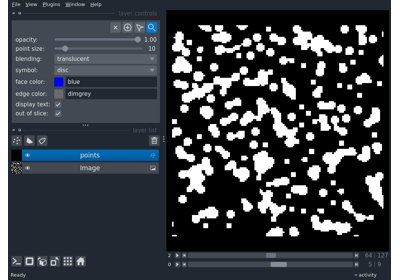 File View Plugins Window Help
layer controls
opacity: 1.00
point size: 10
blending: translucent
symbol: disc
face color: blue
edge color: dimgrey
display text:
out of slice:
layer list
points
Image
2 64 127
0 5 9
Ready activity